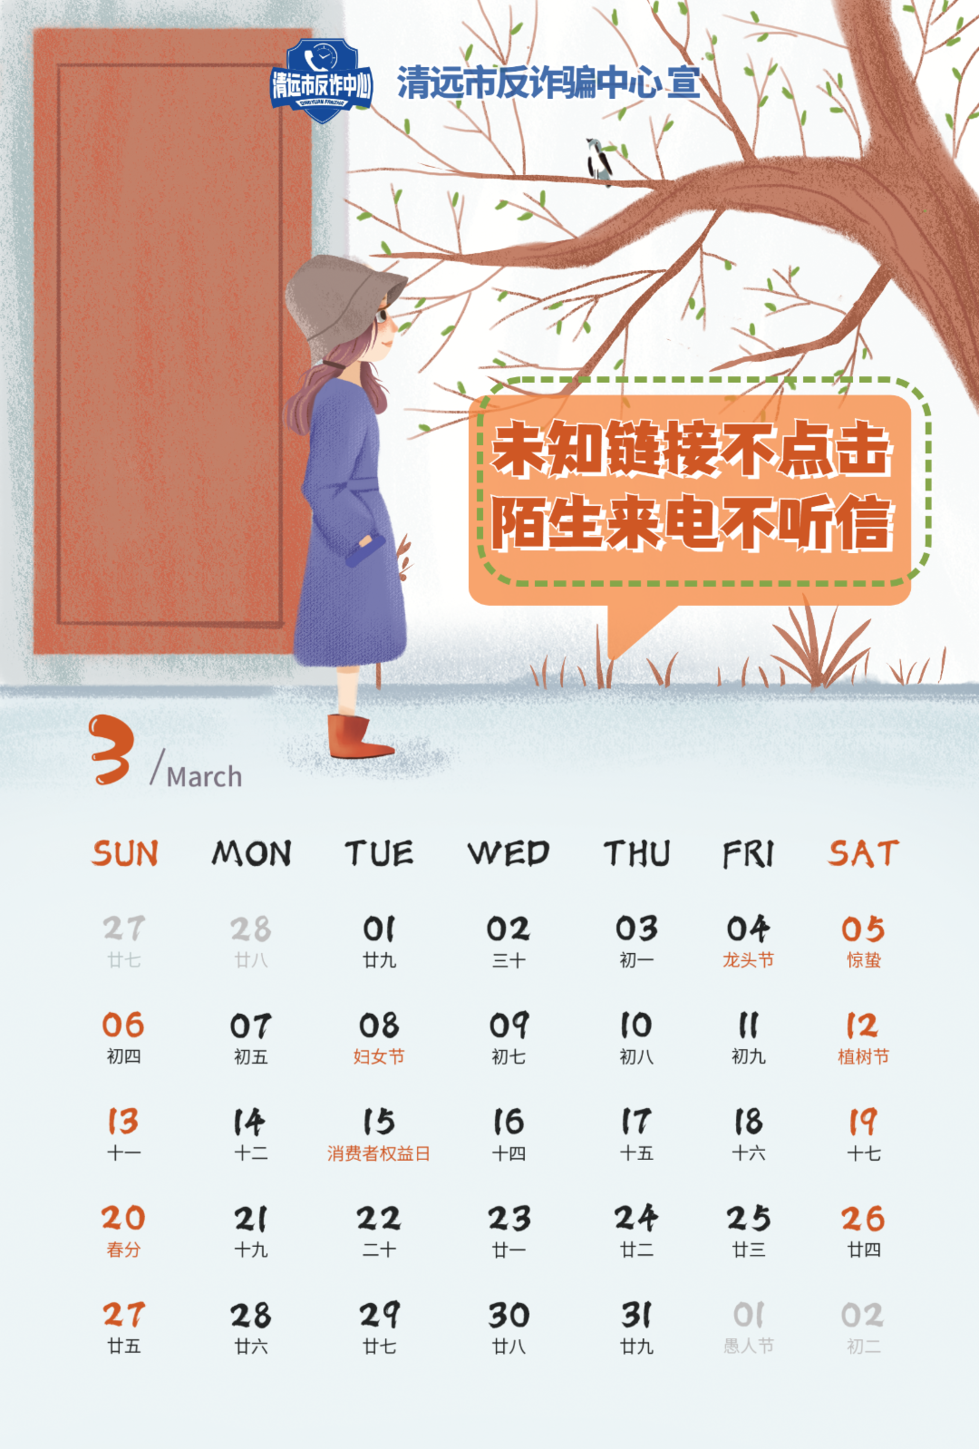 清远市反诈中心
清远市反诈骗中心 宣
未知链接不点击
陌生来电不听信
3/March
SUN MON TUE WED THU FRI SAT
27 28 01 02 03 04 05
廿七 廿八 廿九 三十 初一 龙头节 惊蛰
06 07 08 09 10 11 12
初四 初五 妇女节 初七 初八 初九 植树节
13 14 15 16 17 18 19
十一 十二 消费者权益日 十四 十五 十六 十七
20 21 22 23 24 25 26
春分 十九 二十 廿一 廿二 廿三 廿四
27 28 29 30 31 01 02
廿五 廿六 廿七 廿八 廿九 愚人节 初二